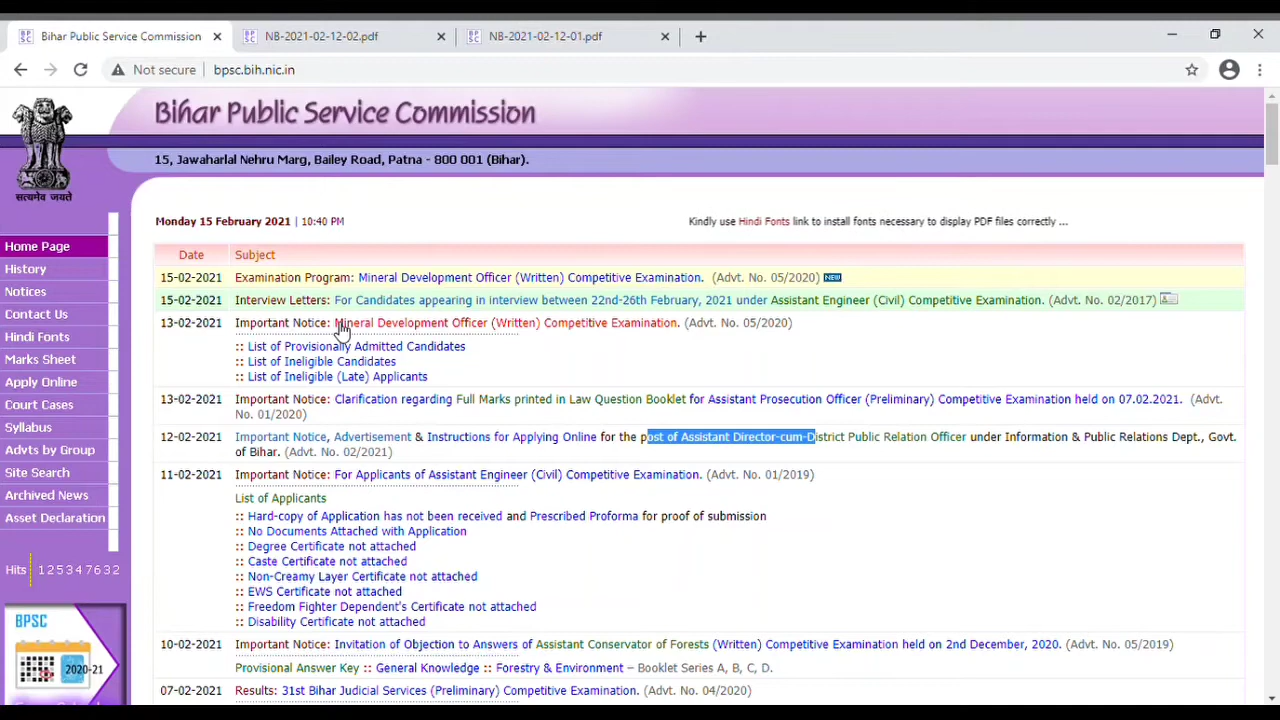 Bihar Public Service Commission
NB-2021-02-12-02.pdf
NB-2021-02-12-01.pdf
Not secure
bpsc.bih.nic.in
Bihar Public Service Commission
सत्यमेव जयते
15, Jawaharlal Nehru Marg, Bailey Road, Patna - 800 001 (Bihar).
Monday 15 February 2021 | 10:40 PM
Kindly use Hindi Fonts link to install fonts necessary to display PDF files correctly ...
Home Page
History
Notices
Contact Us
Hindi Fonts
Marks Sheet
Apply Online
Court Cases
Syllabus
Advts by Group
Site Search
Archived News
Asset Declaration
Hits 125347632
BPSC
2020-21
Date Subject
15-02-2021 Examination Program: Mineral Development Officer (Written) Competitive Examination. (Advt. No. 05/2020) NEW
15-02-2021 Interview Letters: For Candidates appearing in interview between 22nd-26th February, 2021 under Assistant Engineer (Civil) Competitive Examination. (Advt. No. 02/2017)
13-02-2021 Important Notice: Mineral Development Officer (Written) Competitive Examination. (Advt. No. 05/2020)
:: List of Provisionally Admitted Candidates
:: List of Ineligible Candidates
:: List of Ineligible (Late) Applicants
13-02-2021 Important Notice: Clarification regarding Full Marks printed in Law Question Booklet for Assistant Prosecution Officer (Preliminary) Competitive Examination held on 07.02.2021. (Advt.
No. 01/2020)
12-02-2021 Important Notice, Advertisement & Instructions for Applying Online for the post of Assistant Director-cum-District Public Relation Officer under Information & Public Relations Dept., Govt.
of Bihar. (Advt. No. 02/2021)
11-02-2021 Important Notice: For Applicants of Assistant Engineer (Civil) Competitive Examination. (Advt. No. 01/2019)
List of Applicants
:: Hard-copy of Application has not been received and Prescribed Proforma for proof of submission
:: No Documents Attached with Application
:: Degree Certificate not attached
:: Caste Certificate not attached
:: Non-Creamy Layer Certificate not attached
:: EWS Certificate not attached
:: Freedom Fighter Dependent's Certificate not attached
:: Disability Certificate not attached
10-02-2021 Important Notice: Invitation of Objection to Answers of Assistant Conservator of Forests (Written) Competitive Examination held on 2nd December, 2020. (Advt. No. 05/2019)
Provisional Answer Key :: General Knowledge :: Forestry & Environment – Booklet Series A, B, C, D.
07-02-2021 Results: 31st Bihar Judicial Services (Preliminary) Competitive Examination. (Advt. No. 04/2020)